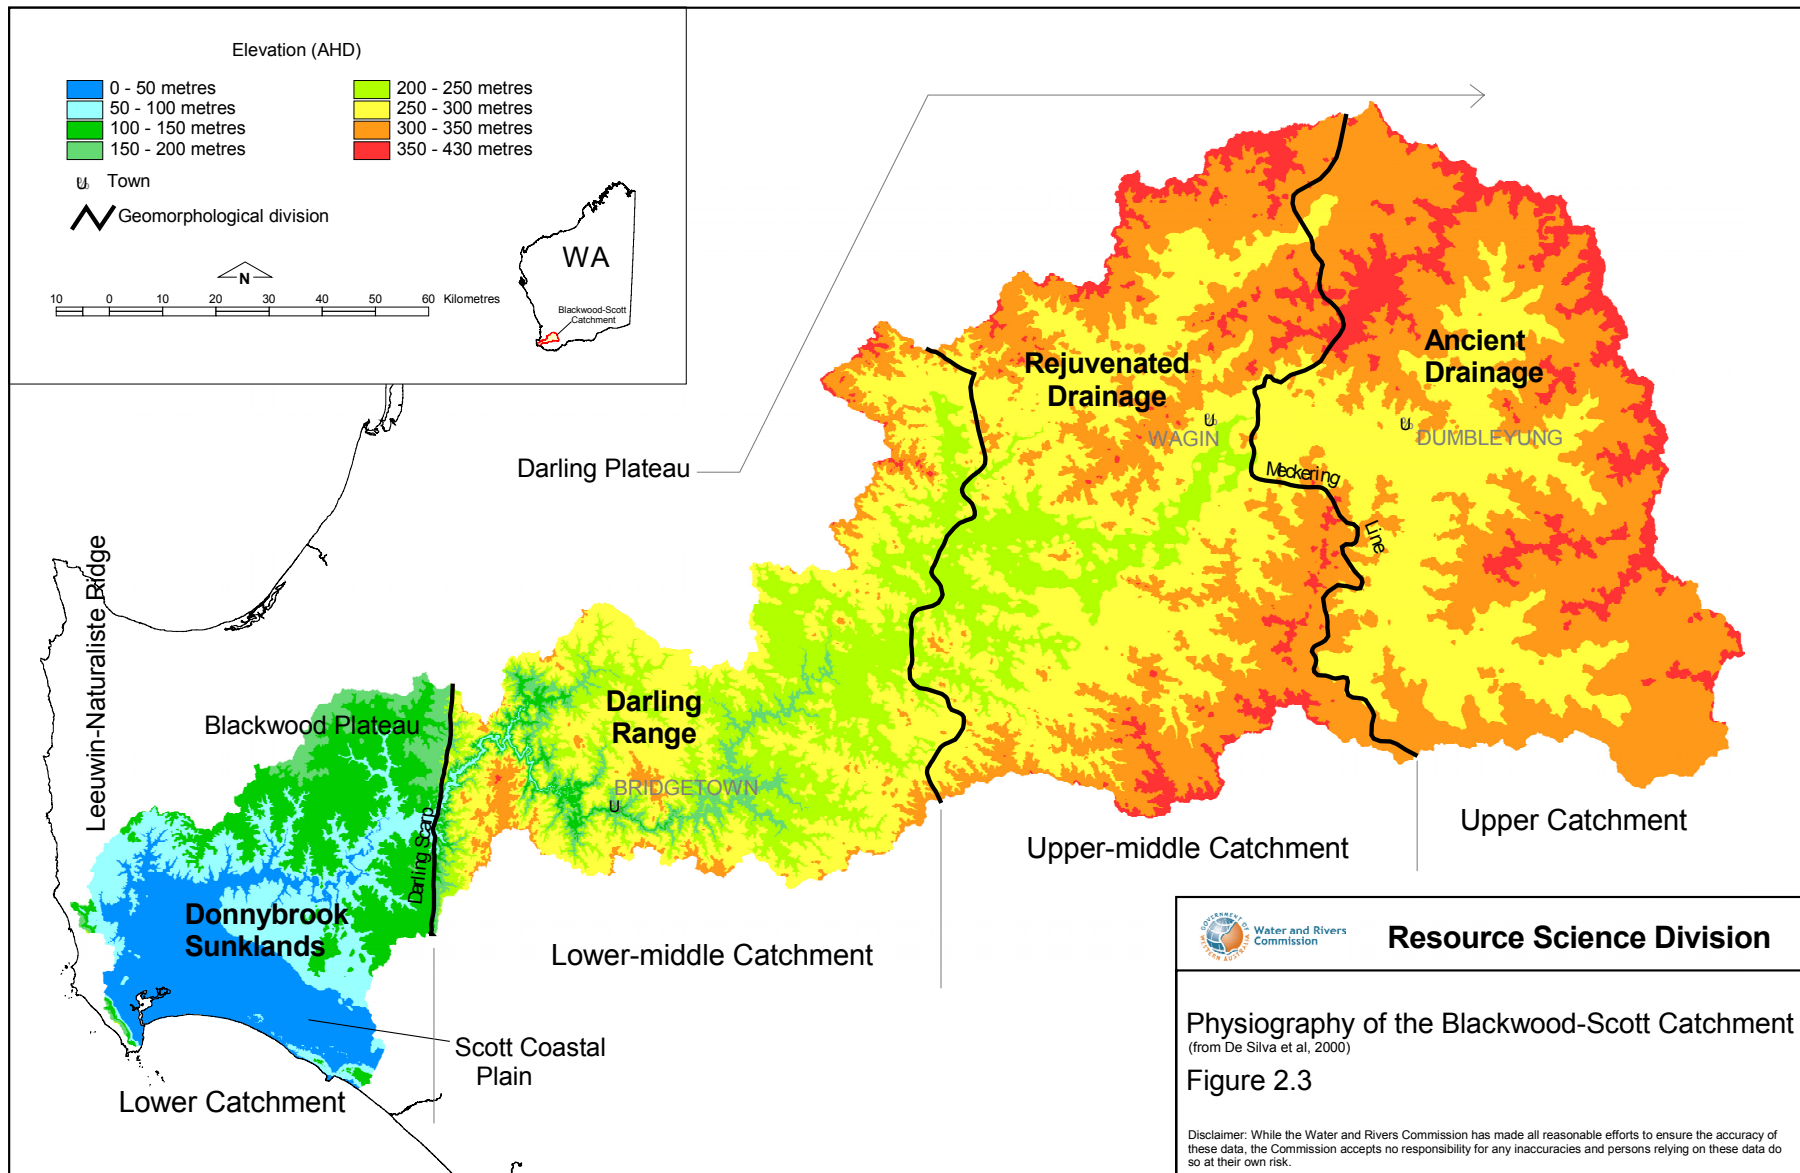 Elevation (AHD)
0 - 50 metres
50 - 100 metres
100 - 150 metres
150 - 200 metres
200 - 250 metres
250 - 300 metres
300 - 350 metres
350 - 430 metres
Town
Geomorphological division
N
10 0 10 20 30 40 50 60 Kilometres
WA
Blackwood-Scott
Catchment
Darling Plateau
Rejuvenated
Drainage
Ancient
Drainage
WAGIN
DUMBLEYUNG
Meckering
Line
Leeuwin-Naturaliste Ridge
Blackwood Plateau
Darling
Range
BRIDGETOWN
Darling Scarp
Donnybrook
Sunklands
Upper Catchment
Upper-middle Catchment
Lower-middle Catchment
Scott Coastal
Plain
Lower Catchment
GOVERNMENT OF
WESTERN AUSTRALIA
Water and Rivers
Commission
Resource Science Division
Physiography of the Blackwood-Scott Catchment
(from De Silva et al, 2000)
Figure 2.3
Disclaimer: While the Water and Rivers Commission has made all reasonable efforts to ensure the accuracy of
these data, the Commission accepts no responsibility for any inaccuracies and persons relying on these data do
so at their own risk.